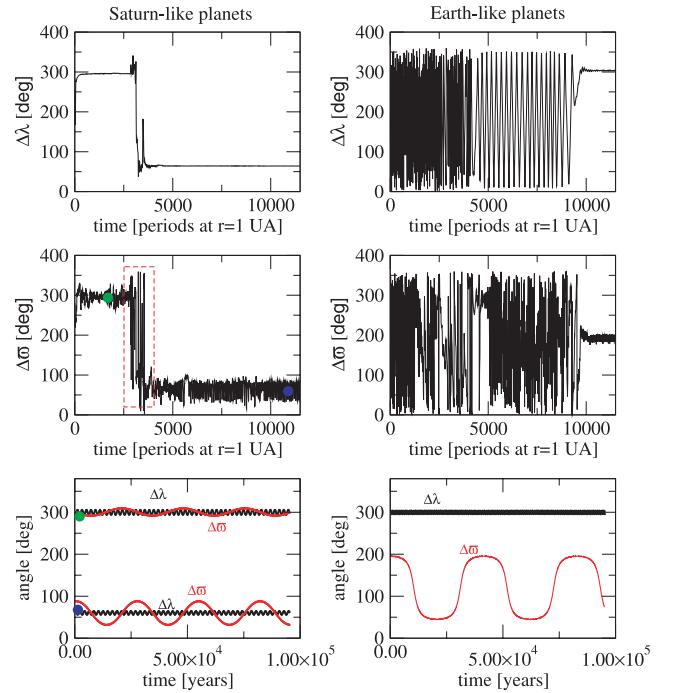 Saturn-like planets
Earth-like planets
400
300
200
100
0
Δλ [deg]
0
5000
10000
time [periods at r=1 UA]
400
300
200
100
0
Δλ [deg]
0
5000
10000
time [periods at r=1 UA]
400
300
200
100
0
Δϖ [deg]
0
5000
10000
time [periods at r=1 UA]
400
300
200
100
0
Δϖ [deg]
0
5000
10000
time [periods at r=1 UA]
300
200
100
0
angle [deg]
Δλ
Δϖ
Δϖ
Δλ
0.00
5.00×10⁴
1.00×10⁵
time [years]
300
200
100
0
angle [deg]
Δλ
Δϖ
0.00
5.00×10⁴
1.00×10⁵
time [years]